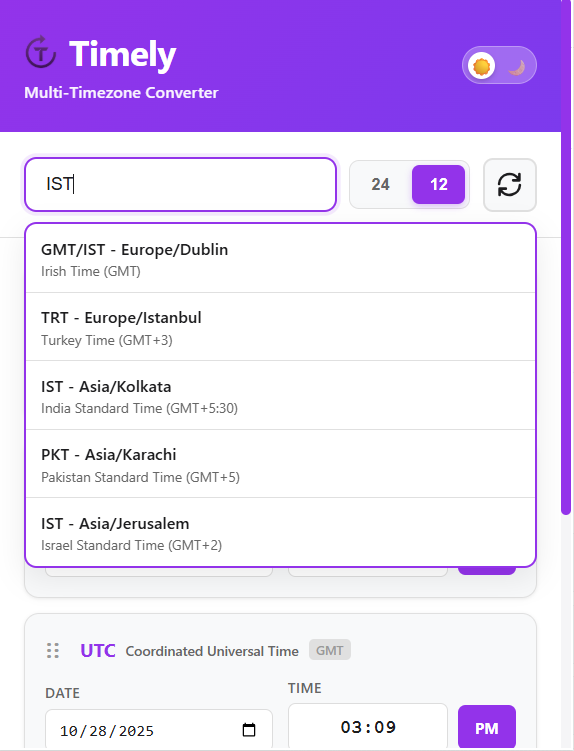 Timely
Multi-Timezone Converter
IST
24 12
GMT/IST - Europe/Dublin
Irish Time (GMT)
TRT - Europe/Istanbul
Turkey Time (GMT+3)
IST - Asia/Kolkata
India Standard Time (GMT+5:30)
PKT - Asia/Karachi
Pakistan Standard Time (GMT+5)
IST - Asia/Jerusalem
Israel Standard Time (GMT+2)
UTC Coordinated Universal Time GMT
DATE TIME
10/28/2025 03:09 PM